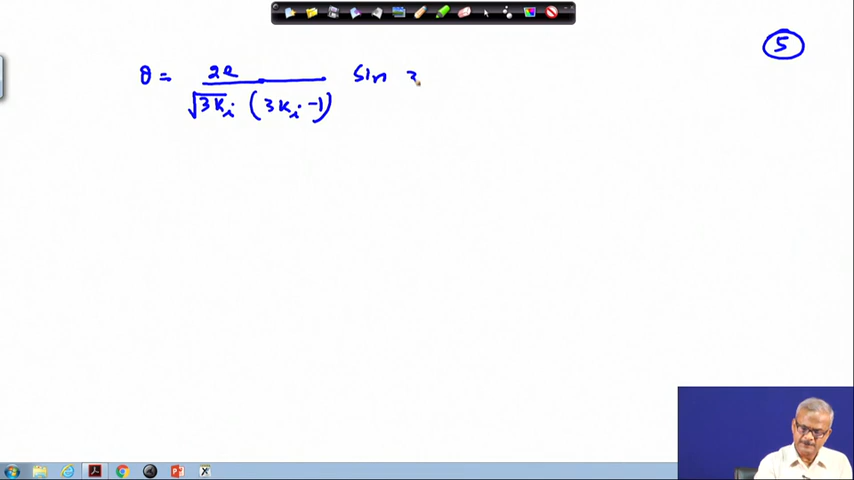 5
θ = 2e / √3Ki (3Ki - 1) sin